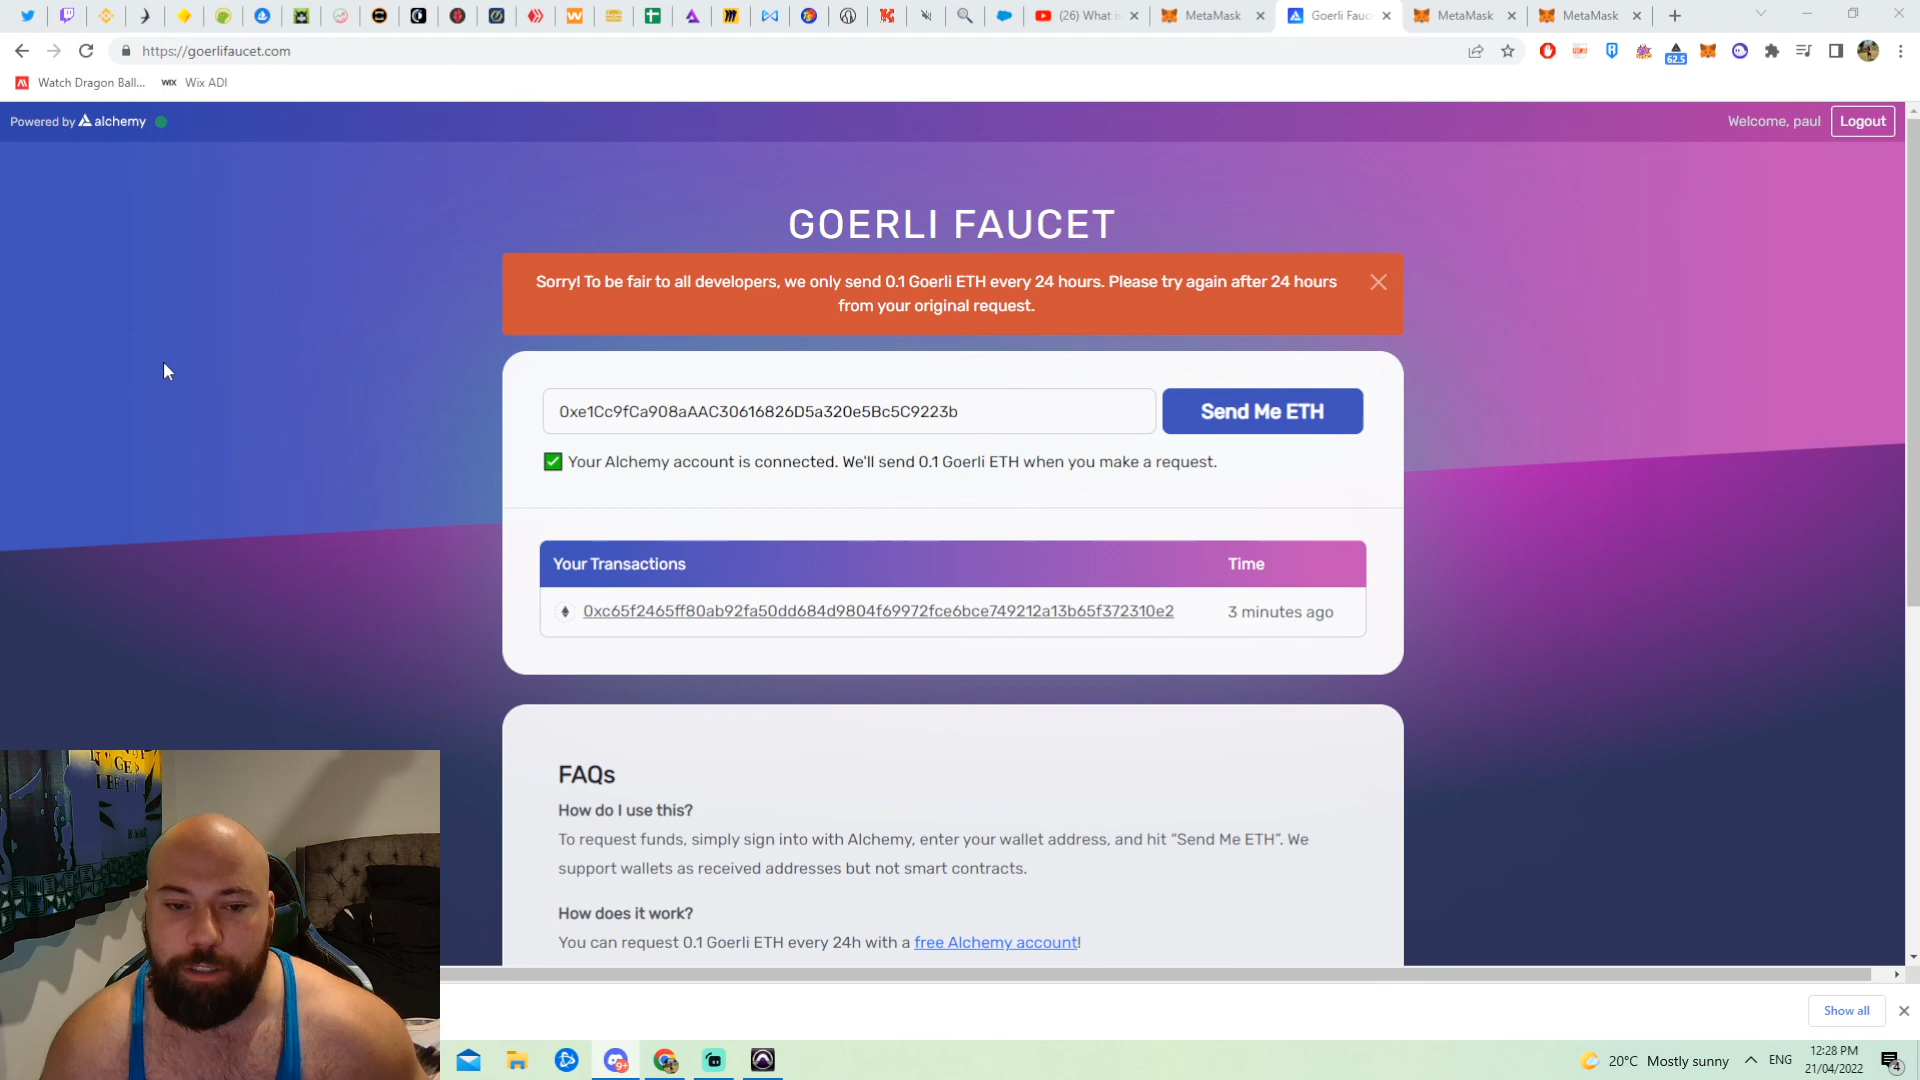 (26) What is
MetaMask
Goerli Fauc
MetaMask
MetaMask
https://goerlifaucet.com
62.5
Watch Dragon Ball...
WIX
Wix ADI
Powered by alchemy
Welcome, paul
Logout
GOERLI FAUCET
Sorry! To be fair to all developers, we only send 0.1 Goerli ETH every 24 hours. Please try again after 24 hours
from your original request.
0xe1Cc9fCa908aAAC30616826D5a320e5Bc5C9223b
Send Me ETH
Your Alchemy account is connected. We'll send 0.1 Goerli ETH when you make a request.
Your Transactions
Time
0xc65f2465ff80ab92fa50dd684d9804f69972fce6bce749212a13b65f372310e2
3 minutes ago
FAQs
How do I use this?
To request funds, simply sign into with Alchemy, enter your wallet address, and hit “Send Me ETH”. We
support wallets as received addresses but not smart contracts.
How does it work?
You can request 0.1 Goerli ETH every 24h with a free Alchemy account!
Show all
9+
20°C Mostly sunny
ENG
12:28 PM
21/04/2022
4